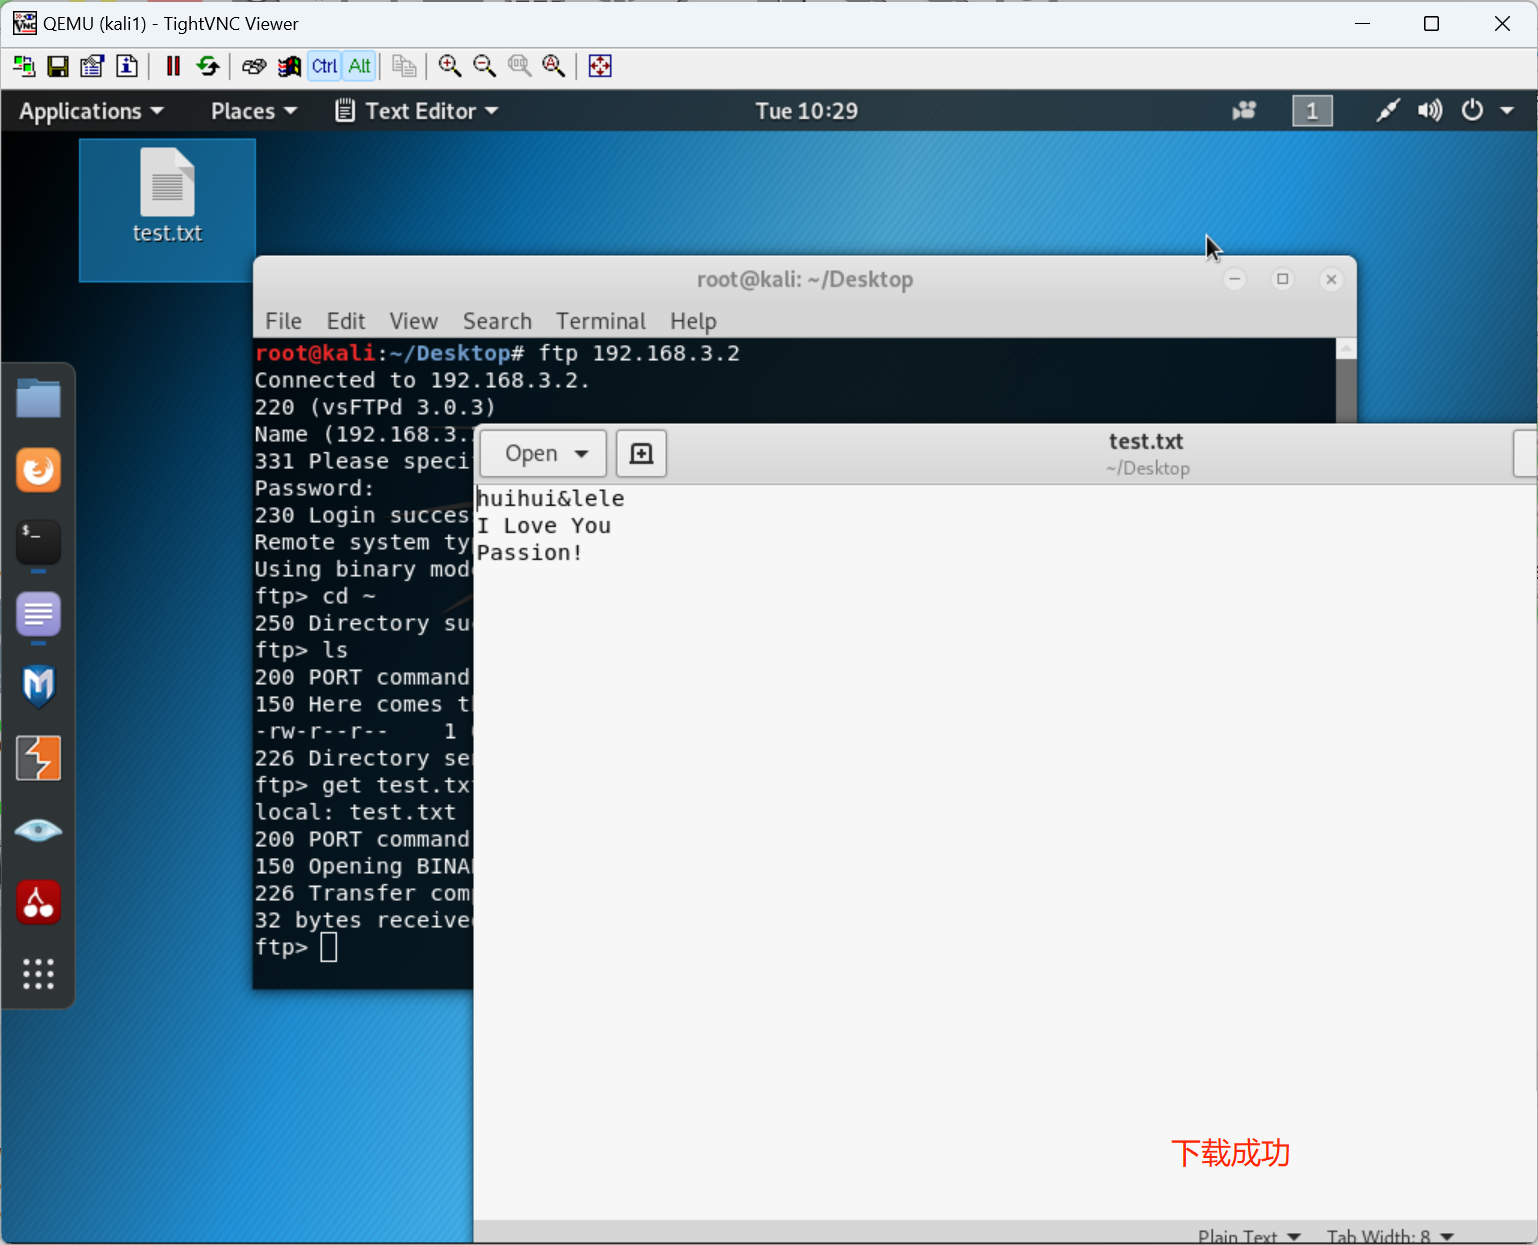 QEMU (kali1) - TightVNC Viewer
Ctrl Alt
Applications Places Text Editor Tue 10:29 1
test.txt
root@kali: ~/Desktop
File Edit View Search Terminal Help
root@kali:~/Desktop# ftp 192.168.3.2
Connected to 192.168.3.2.
220 (vsFTPd 3.0.3)
Name (192.168.3.
331 Please speci
Password:
230 Login succes
Remote system ty
Using binary mod
ftp> cd ~
250 Directory su
ftp> ls
200 PORT command
150 Here comes t
-rw-r--r-- 1
226 Directory se
ftp> get test.tx
local: test.txt
200 PORT command
150 Opening BINA
226 Transfer com
32 bytes receive
ftp>
Open
test.txt
~/Desktop
huihui&lele
I Love You
Passion!
下载成功
Plain Text Tab Width: 8